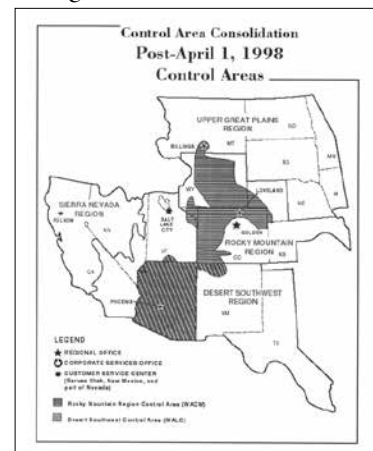 Control Area Consolidation
Post-April 1, 1998
Control Areas
UPPER GREAT PLAINS
REGION
ND
BILLINGS
MT
SD
MN
WY
LOVELAND
NE
IA
SIERRA NEVADA
REGION
SALT
LAKE
CITY
FOLSOM
NV
GOLDEN
UT
ROCKY MOUNTAIN
REGION
CO
KS
CA
PHOENIX
DESERT SOUTHWEST
REGION
NM
TX
LEGEND
REGIONAL OFFICE
CORPORATE SERVICES OFFICE
CUSTOMER SERVICE CENTER
(Serves Utah, New Mexico, and
part of Nevada)
Rocky Mountain Region Control Area (WACM)
Desert Southwest Control Area (WALC)